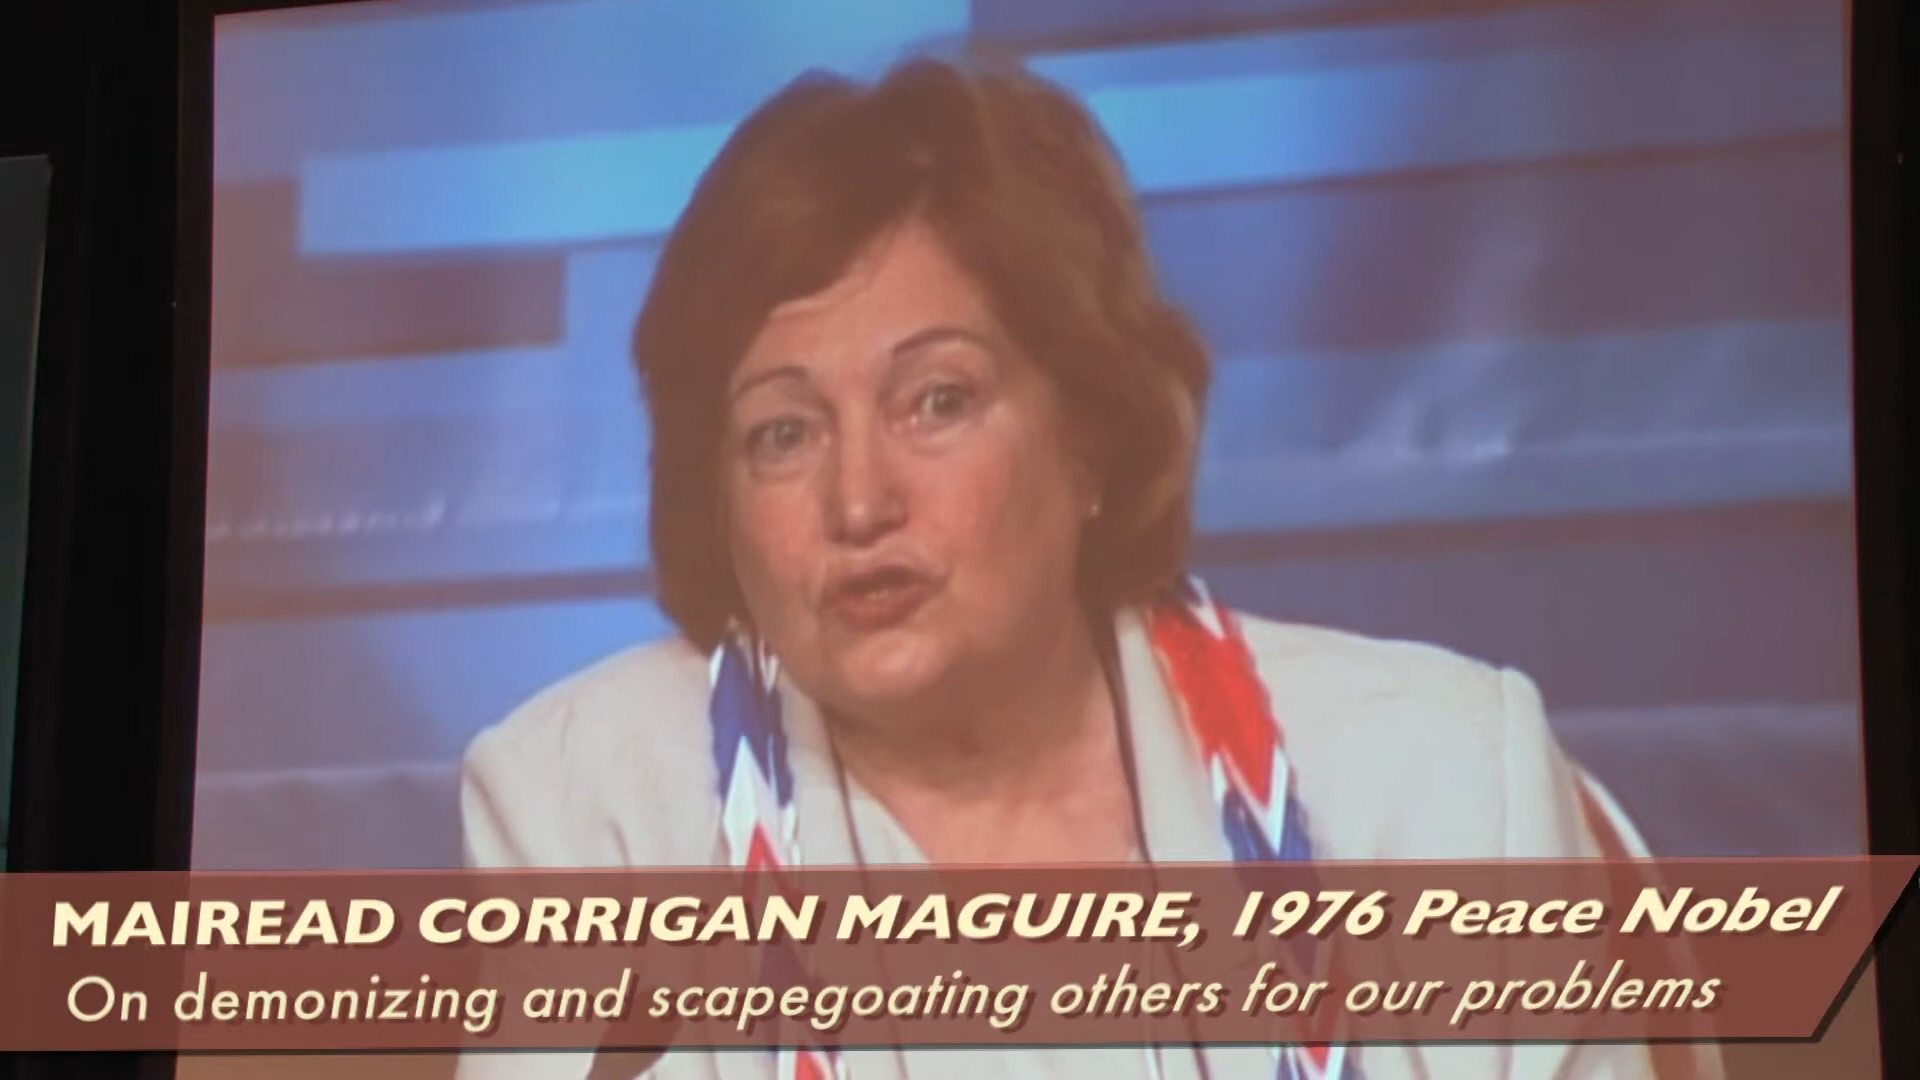 MAIREAD CORRIGAN MAGUIRE, 1976 Peace Nobel
On demonizing and scapegoating others for our problems